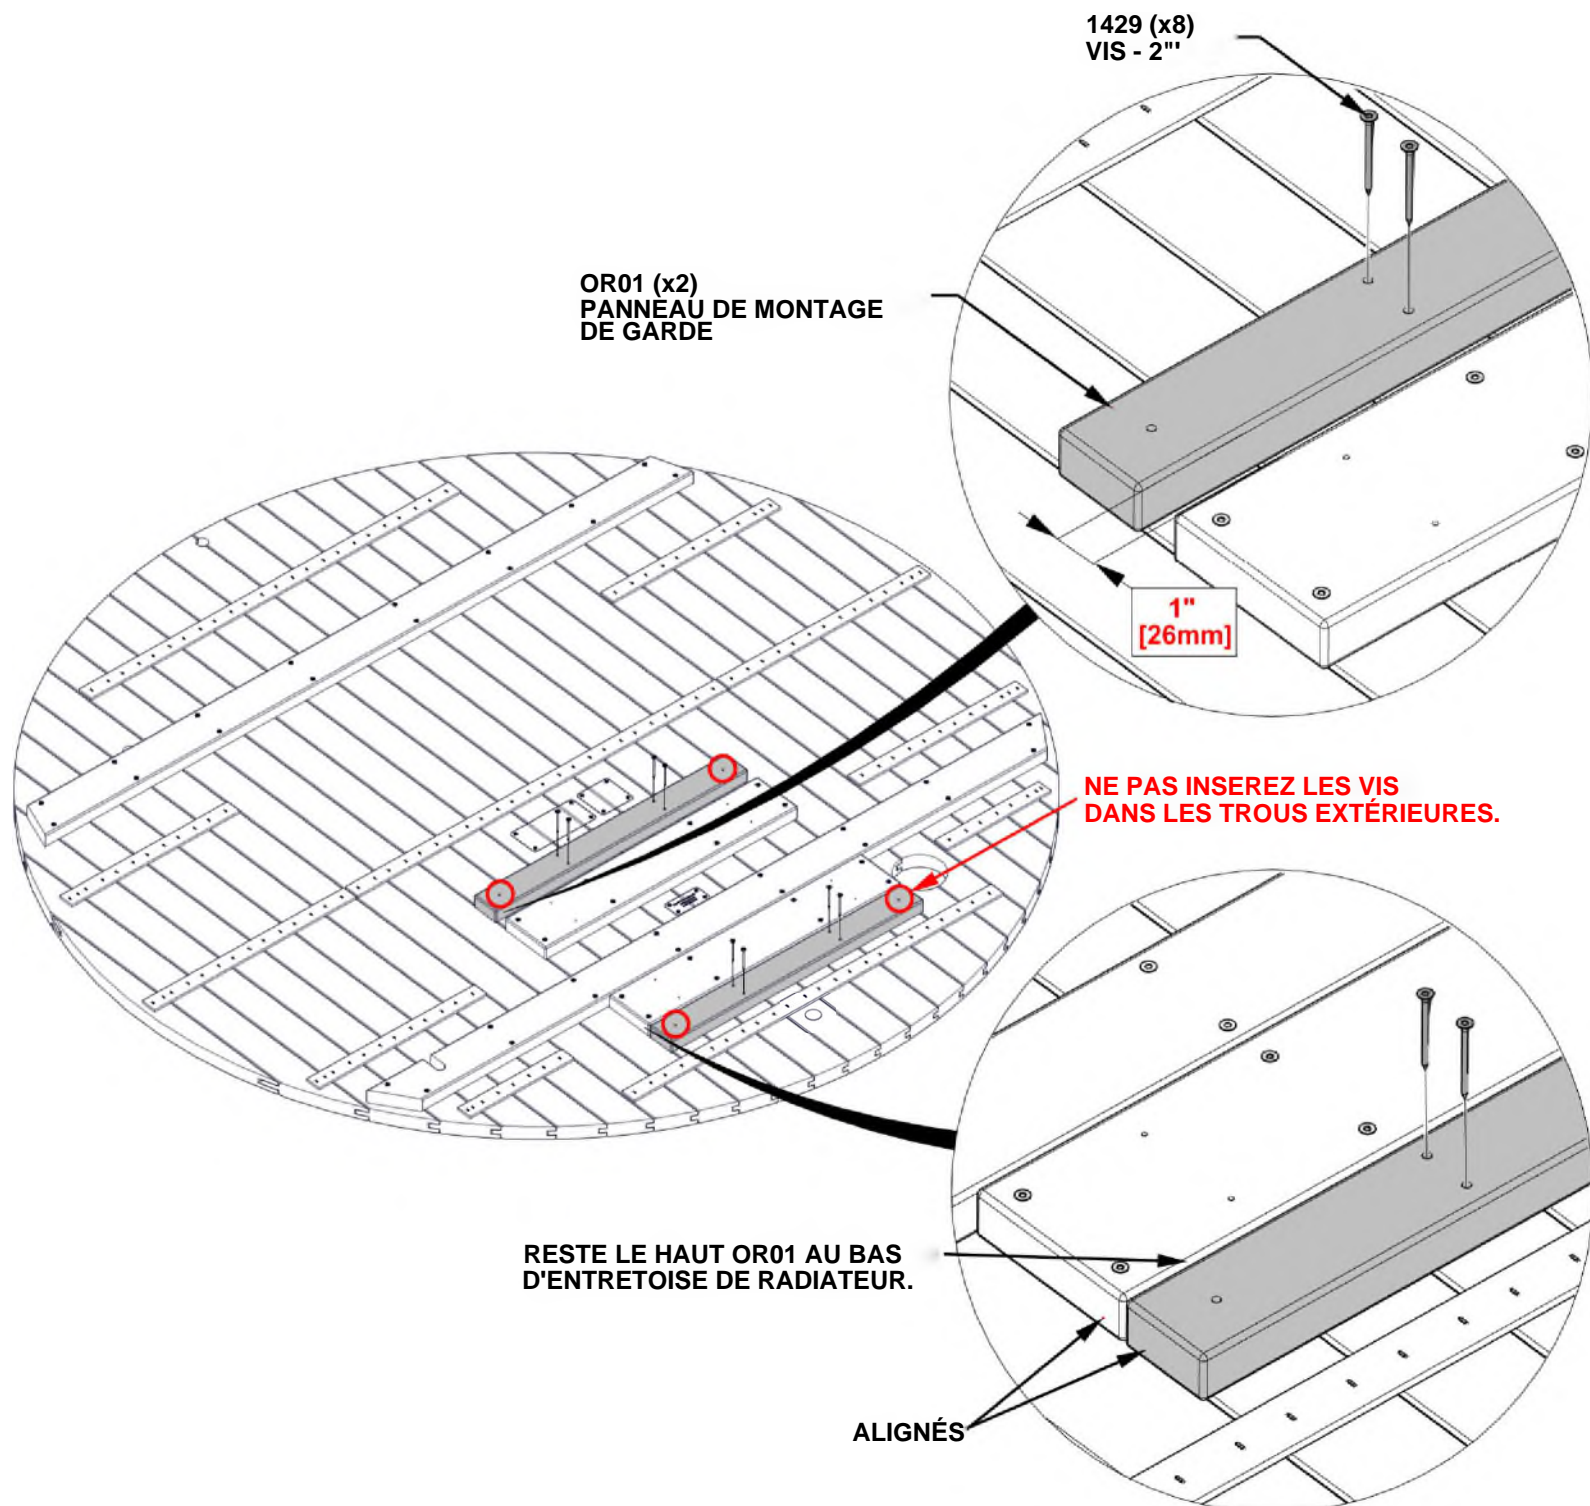 1429 (x8)
VIS - 2"'
OR01 (x2)
PANNEAU DE MONTAGE
DE GARDE
1"
[26mm]
NE PAS INSEREZ LES VIS
DANS LES TROUS EXTÉRIEURES.
RESTE LE HAUT OR01 AU BAS
D'ENTRETOISE DE RADIATEUR.
ALIGNÉS